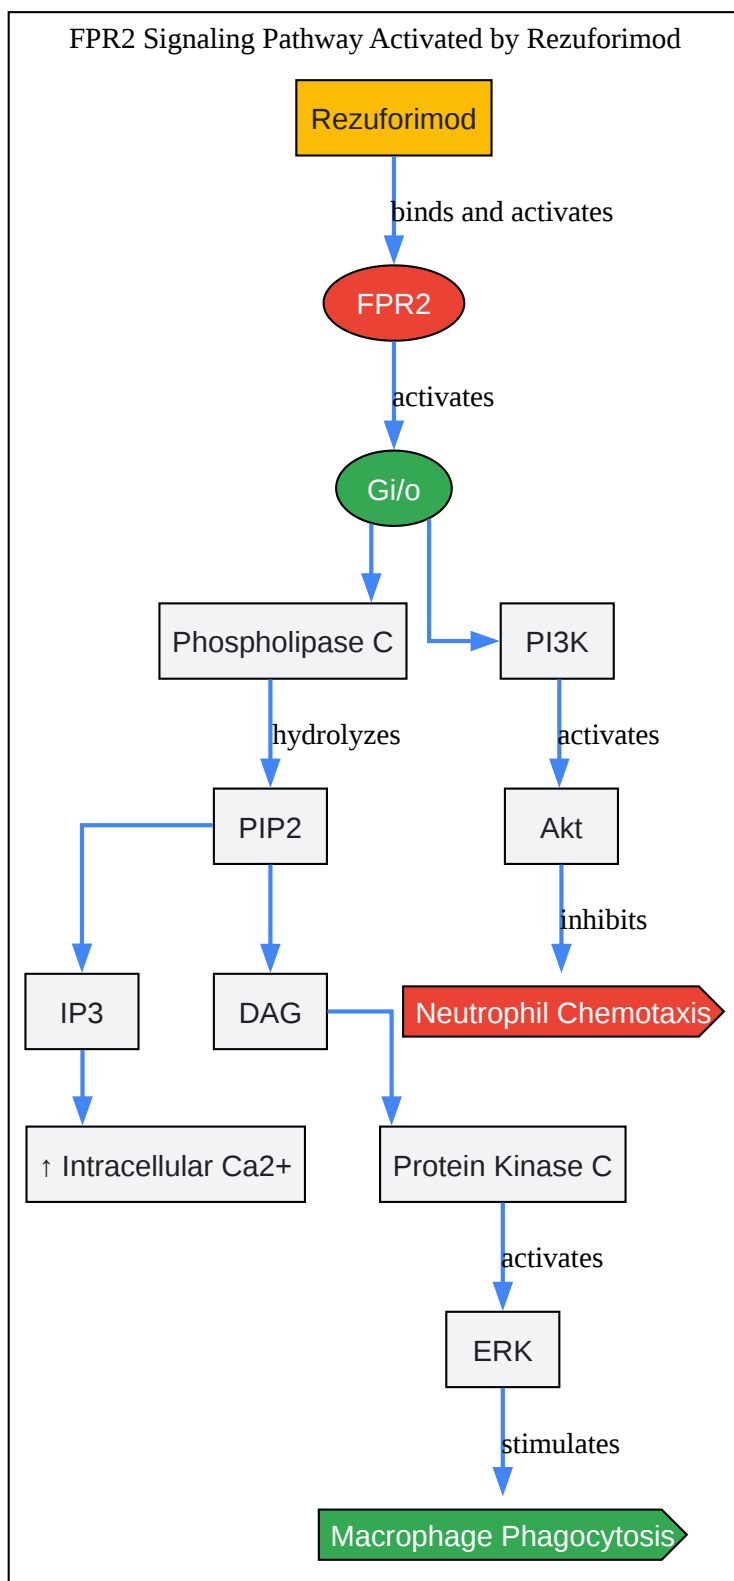 FPR2 Signaling Pathway Activated by Rezuforimod
Rezuforimod
binds and activates
FPR2
activates
Gi/o
Phospholipase C
PI3K
hydrolyzes
activates
PIP2
Akt
inhibits
IP3
DAG
Neutrophil Chemotaxis
↑ Intracellular Ca2+
Protein Kinase C
activates
ERK
stimulates
Macrophage Phagocytosis